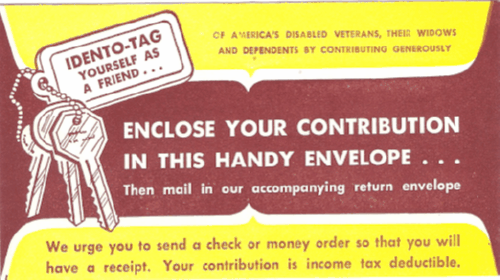 IDENTO-TAG
YOURSELF AS
A FRIEND . . .
OF AMERICA'S DISABLED VETERANS, THEIR WIDOWS
AND DEPENDENTS BY CONTRIBUTING GENEROUSLY
ENCLOSE YOUR CONTRIBUTION
IN THIS HANDY ENVELOPE . . .
Then mail in our accompanying return envelope
We urge you to send a check or money order so that you will
have a receipt. Your contribution is income tax deductible.